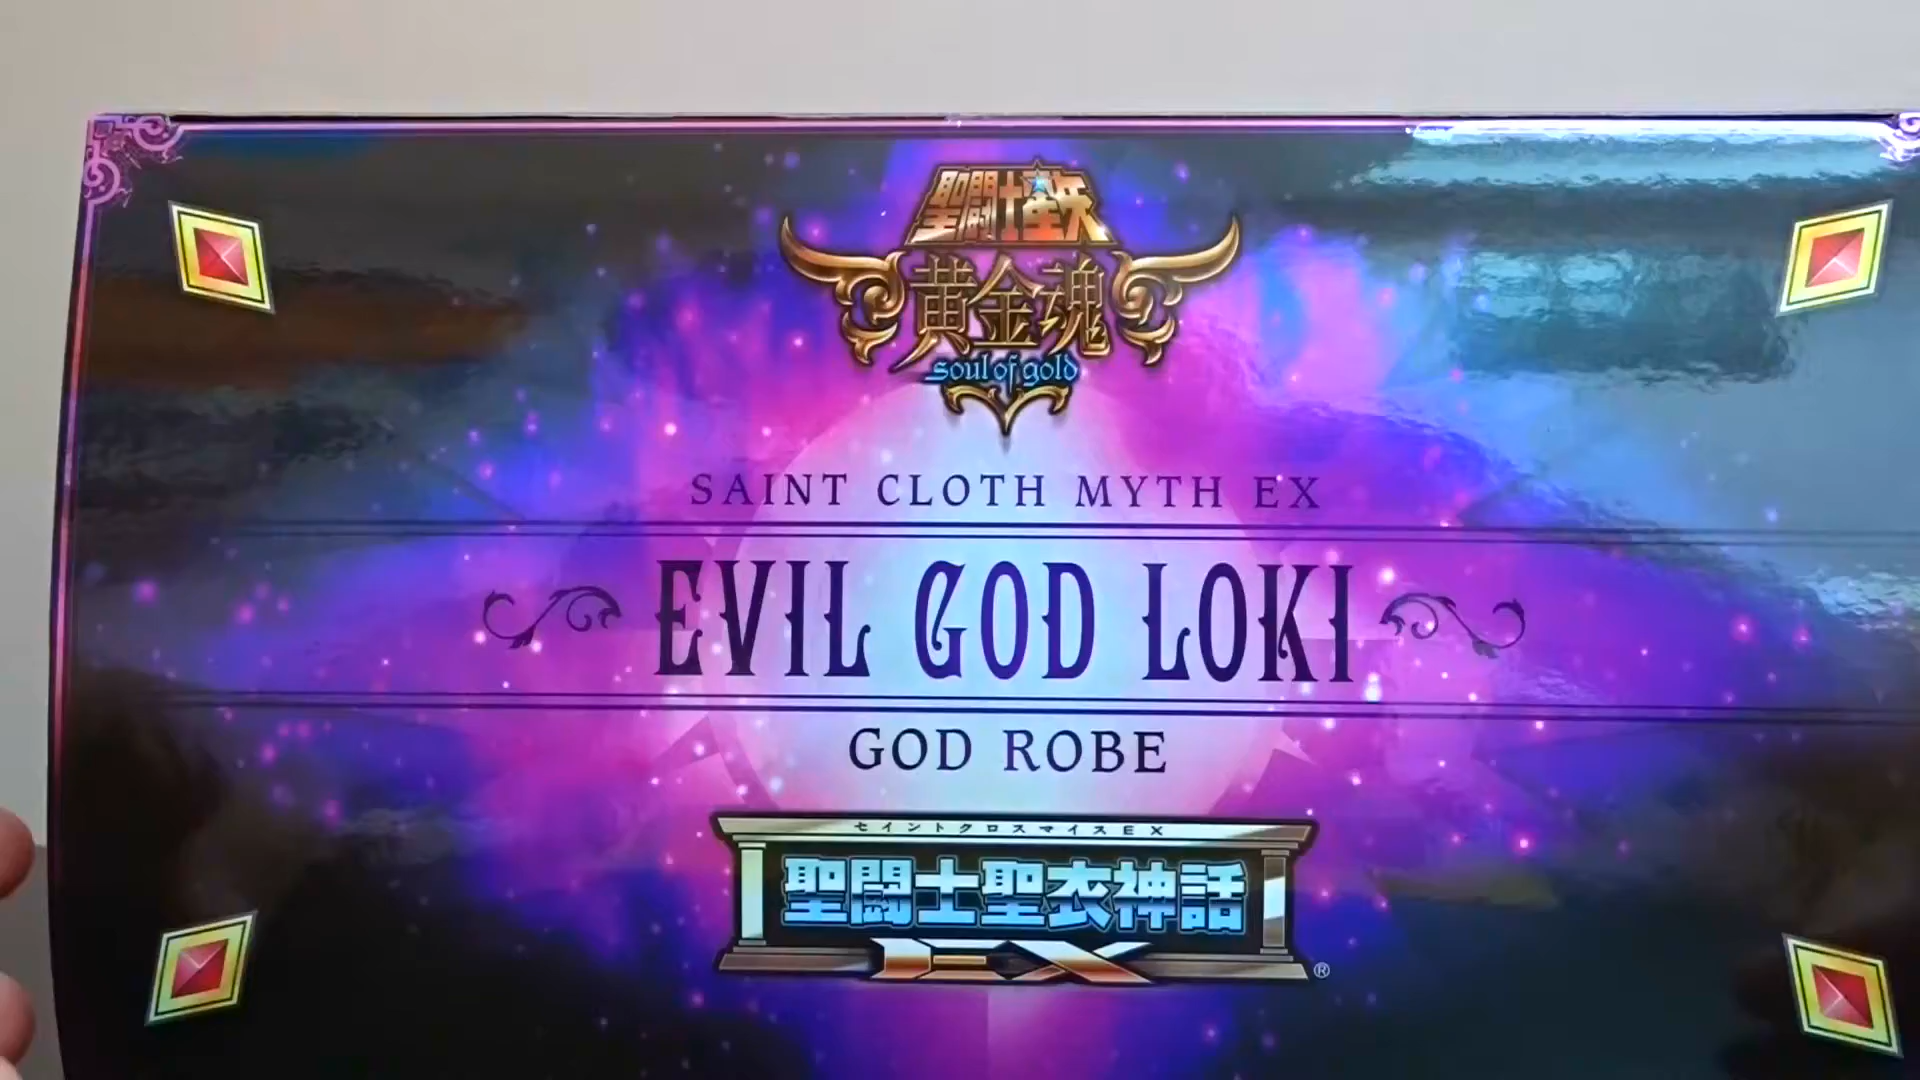 聖闘士星矢
黄金魂
soul of gold
SAINT CLOTH MYTH EX
EVIL GOD LOKI
GOD ROBE
セイントクロスマイスEX
聖闘士聖衣神話
EX
®